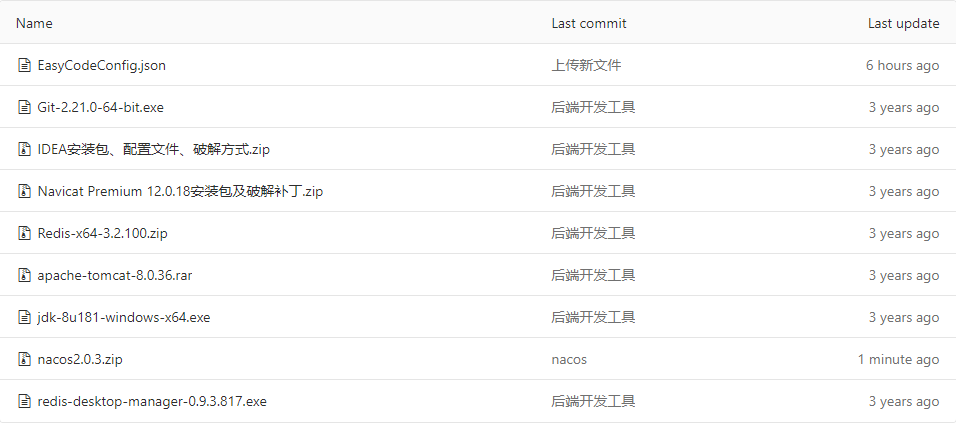 Name Last commit Last update
EasyCodeConfig.json 上传新文件 6 hours ago
Git-2.21.0-64-bit.exe 后端开发工具 3 years ago
IDEA安装包、配置文件、破解方式.zip 后端开发工具 3 years ago
Navicat Premium 12.0.18安装包及破解补丁.zip 后端开发工具 3 years ago
Redis-x64-3.2.100.zip 后端开发工具 3 years ago
apache-tomcat-8.0.36.rar 后端开发工具 3 years ago
jdk-8u181-windows-x64.exe 后端开发工具 3 years ago
nacos2.0.3.zip nacos 1 minute ago
redis-desktop-manager-0.9.3.817.exe 后端开发工具 3 years ago